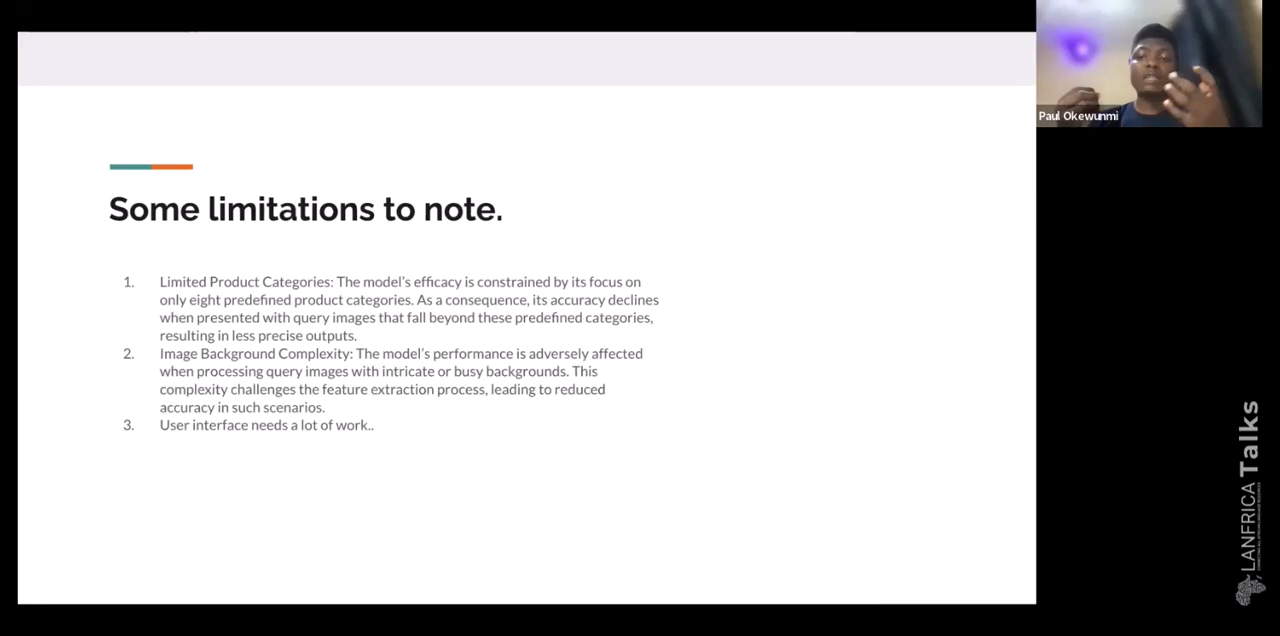 Paul Okewunmi
Some limitations to note.
1. Limited Product Categories: The model's efficacy is constrained by its focus on
only eight predefined product categories. As a consequence, its accuracy declines
when presented with query images that fall beyond these predefined categories,
resulting in less precise outputs.
2. Image Background Complexity: The model's performance is adversely affected
when processing query images with intricate or busy backgrounds. This
complexity challenges the feature extraction process, leading to reduced
accuracy in such scenarios.
3. User interface needs a lot of work..
LANFRICA Talks